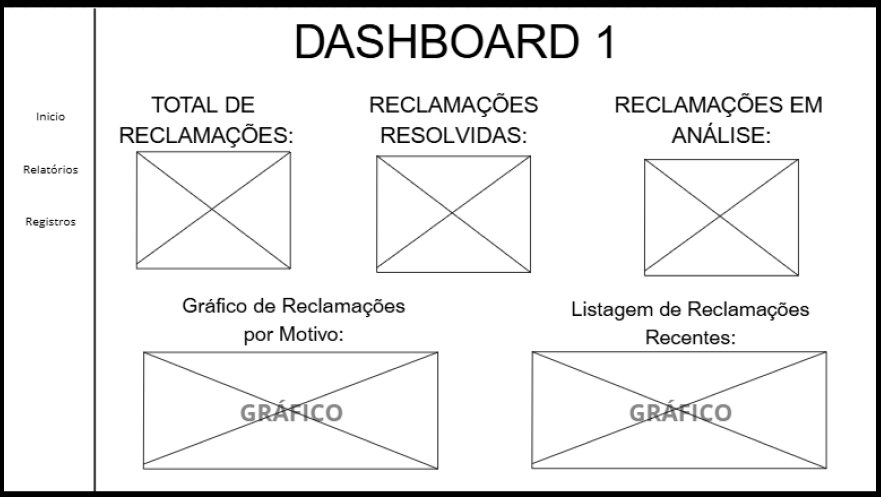 DASHBOARD 1
Inicio
Relatórios
Registros
TOTAL DE
RECLAMAÇÕES:
RECLAMAÇÕES
RESOLVIDAS:
RECLAMAÇÕES EM
ANÁLISE:
Gráfico de Reclamações
por Motivo:
GRÁFICO
Listagem de Reclamações
Recentes:
GRÁFICO